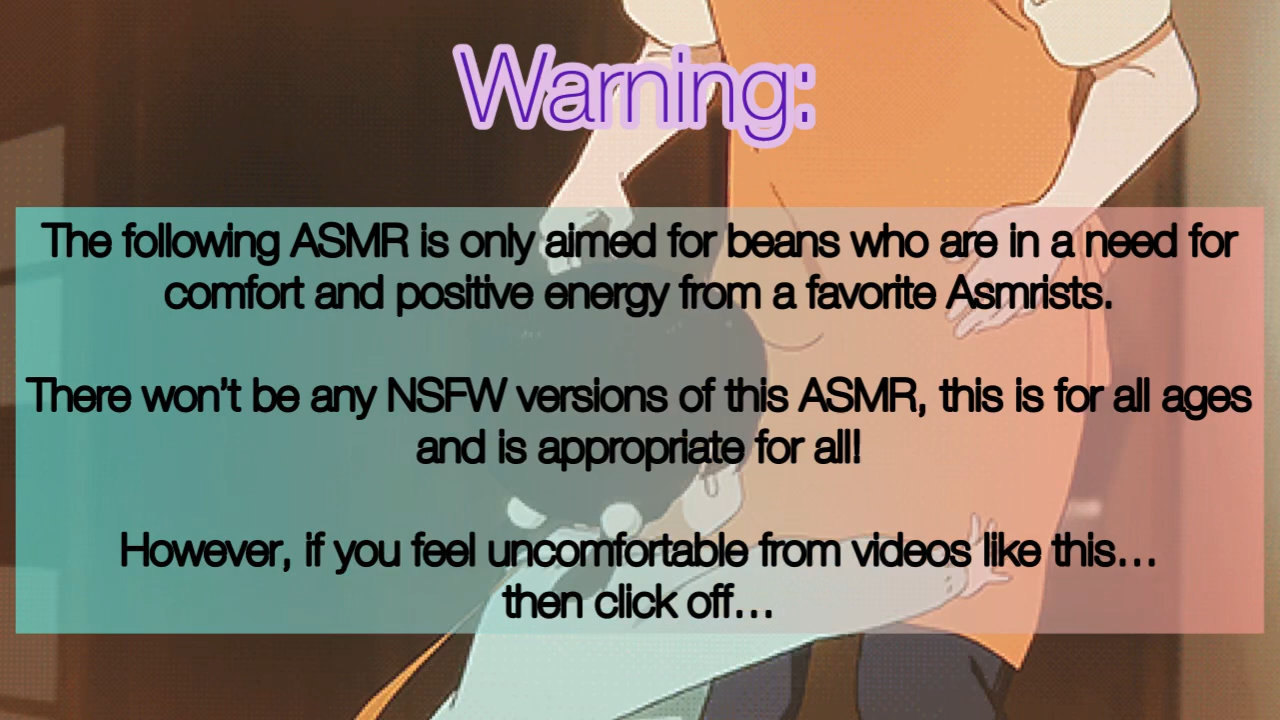 Warning:
The following ASMR is only aimed for beans who are in a need for
comfort and positive energy from a favorite Asmrists.
There won't be any NSFW versions of this ASMR, this is for all ages
and is appropriate for all!
However, if you feel uncomfortable from videos like this...
then click off...